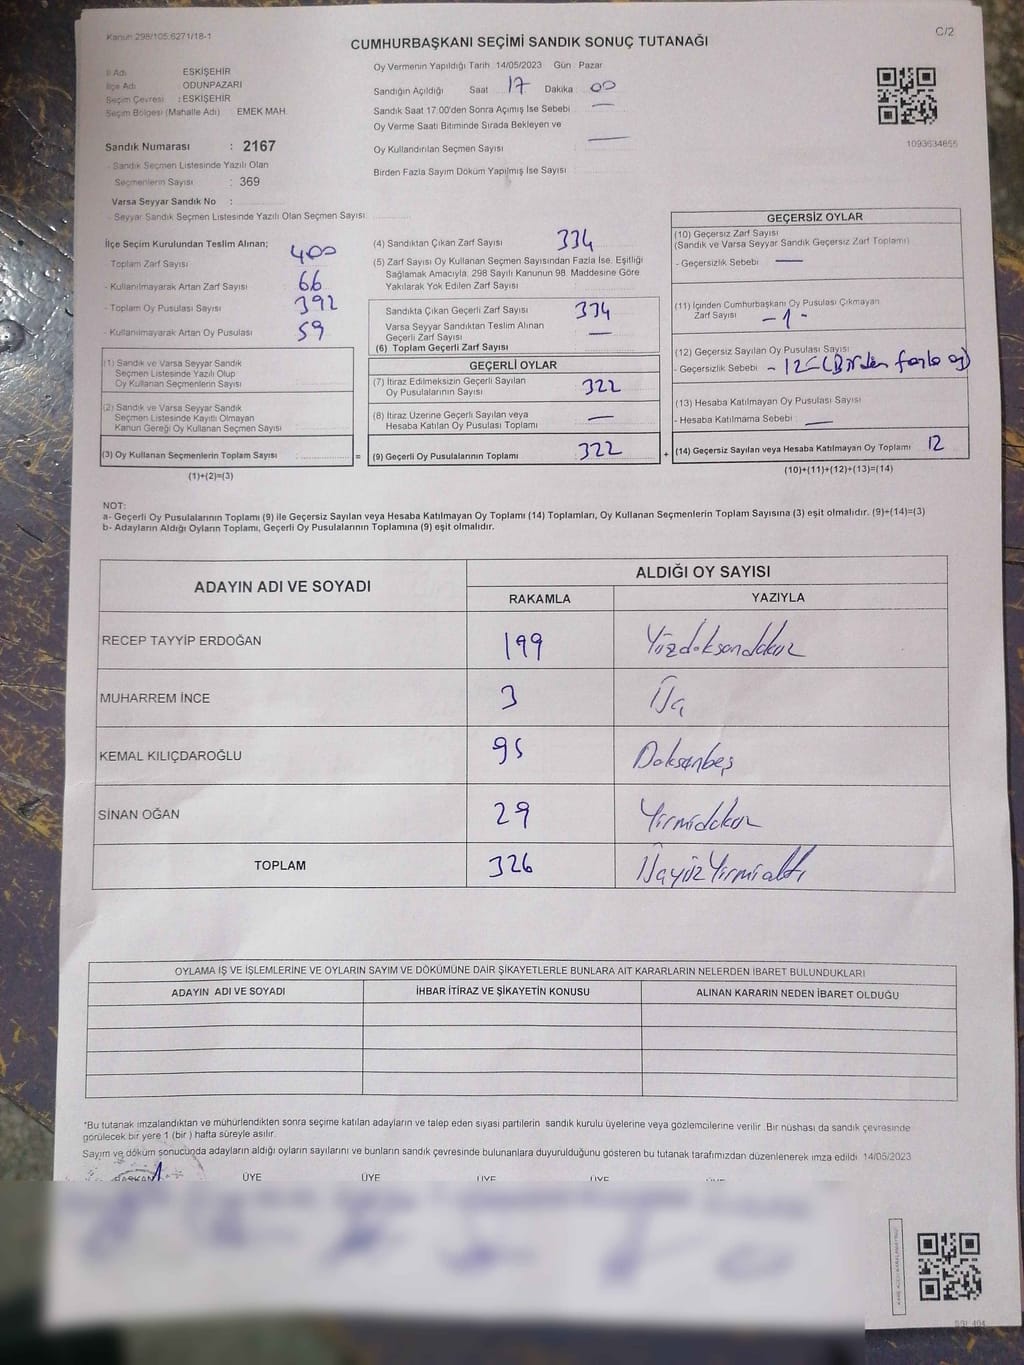 Kanun 298/105.6271/18-1
C/2
CUMHURBAŞKANI SEÇİMİ SANDIK SONUÇ TUTANAĞI
İl Adı ESKİŞEHİR
İlçe Adı ODUNPAZARI
Seçim Çevresi : ESKİŞEHİR
Seçim Bölgesi (Mahalle Adı) EMEK MAH.
Sandık Numarası : 2167
- Sandık Seçmen Listesinde Yazılı Olan
Seçmenlerin Sayısı : 369
Varsa Seyyar Sandık No :
- Seyyar Sandık Seçmen Listesinde Yazılı Olan Seçmen Sayısı
Oy Vermenin Yapıldığı Tarih 14/05/2023 Gün Pazar
Sandığın Açıldığı Saat 17 Dakika 00
Sandık Saat 17.00'den Sonra Açılmış İse Sebebi —
Oy Verme Saati Bitiminde Sırada Bekleyen ve
Oy Kullandırılan Seçmen Sayısı —
Birden Fazla Sayım Döküm Yapılmış İse Sayısı
1093634655
İlçe Seçim Kurulundan Teslim Alınan;
Toplam Zarf Sayısı 400
- Kullanılmayarak Artan Zarf Sayısı 66
- Toplam Oy Pusulası Sayısı 392
- Kullanılmayarak Artan Oy Pusulası 59
(1) Sandık ve Varsa Seyyar Sandık
Seçmen Listesinde Yazılı Olup
Oy Kullanan Seçmenlerin Sayısı
(2) Sandık ve Varsa Seyyar Sandık
Seçmen Listesinde Kayıtlı Olmayan
Kanun Gereği Oy Kullanan Seçmen Sayısı
(3) Oy Kullanan Seçmenlerin Toplam Sayısı =
(1)+(2)=(3)
(4) Sandıktan Çıkan Zarf Sayısı 334
(5) Zarf Sayısı Oy Kullanan Seçmen Sayısından Fazla İse, Eşitliği
Sağlamak Amacıyla, 298 Sayılı Kanunun 98. Maddesine Göre
Yakılarak Yok Edilen Zarf Sayısı
Sandıkta Çıkan Geçerli Zarf Sayısı 334
Varsa Seyyar Sandıktan Teslim Alınan
Geçerli Zarf Sayısı —
(6) Toplam Geçerli Zarf Sayısı
GEÇERLİ OYLAR
(7) İtiraz Edilmeksizin Geçerli Sayılan
Oy Pusulalarının Sayısı 322
(8) İtiraz Üzerine Geçerli Sayılan veya
Hesaba Katılan Oy Pusulası Toplamı —
(9) Geçerli Oy Pusulalarının Toplamı 322 +
GEÇERSİZ OYLAR
(10) Geçersiz Zarf Sayısı
(Sandık ve Varsa Seyyar Sandık Geçersiz Zarf Toplamı)
- Geçersizlik Sebebi —
(11) İçinden Cumhurbaşkanı Oy Pusulası Çıkmayan
Zarf Sayısı -1-
(12) Geçersiz Sayılan Oy Pusulası Sayısı
- Geçersizlik Sebebi - 12 - (Birden fazla oy)
(13) Hesaba Katılmayan Oy Pusulası Sayısı
- Hesaba Katılmama Sebebi —
(14) Geçersiz Sayılan veya Hesaba Katılmayan Oy Toplamı 12
(10)+(11)+(12)+(13)=(14)
NOT:
a- Geçerli Oy Pusulalarının Toplamı (9) ile Geçersiz Sayılan veya Hesaba Katılmayan Oy Toplamı (14) Toplamları, Oy Kullanan Seçmenlerin Toplam Sayısına (3) eşit olmalıdır. (9)+(14)=(3)
b- Adayların Aldığı Oyların Toplamı, Geçerli Oy Pusulalarının Toplamına (9) eşit olmalıdır.
ADAYIN ADI VE SOYADI ALDIĞI OY SAYISI
RAKAMLA YAZIYLA
RECEP TAYYİP ERDOĞAN 199 Yüzdoksandokuz
MUHARREM İNCE 3 Üç
KEMAL KILIÇDAROĞLU 95 Doksanbeş
SİNAN OĞAN 29 Yirmidokuz
TOPLAM 326 Üçyüzyirmialtı
OYLAMA İŞ VE İŞLEMLERİNE VE OYLARIN SAYIM VE DÖKÜMÜNE DAİR ŞİKAYETLERLE BUNLARA AİT KARARLARIN NELERDEN İBARET BULUNDUKLARI
ADAYIN ADI VE SOYADI İHBAR İTİRAZ VE ŞİKAYETİN KONUSU ALINAN KARARIN NEDEN İBARET OLDUĞU
*Bu tutanak imzalandıktan ve mühürlendikten sonra seçime katılan adayların ve talep eden siyasi partilerin sandık kurulu üyelerine veya gözlemcilerine verilir. Bir nüshası da sandık çevresinde
görülecek bir yere 1 (bir) hafta süreyle asılır.
Sayım ve döküm sonucunda adayların aldığı oyların sayılarını ve bunların sandık çevresinde bulunanlara duyurulduğunu gösteren bu tutanak tarafımızdan düzenlenerek imza edildi. 14/05/2023
BAŞKAN ÜYE ÜYE ÜYE ÜYE